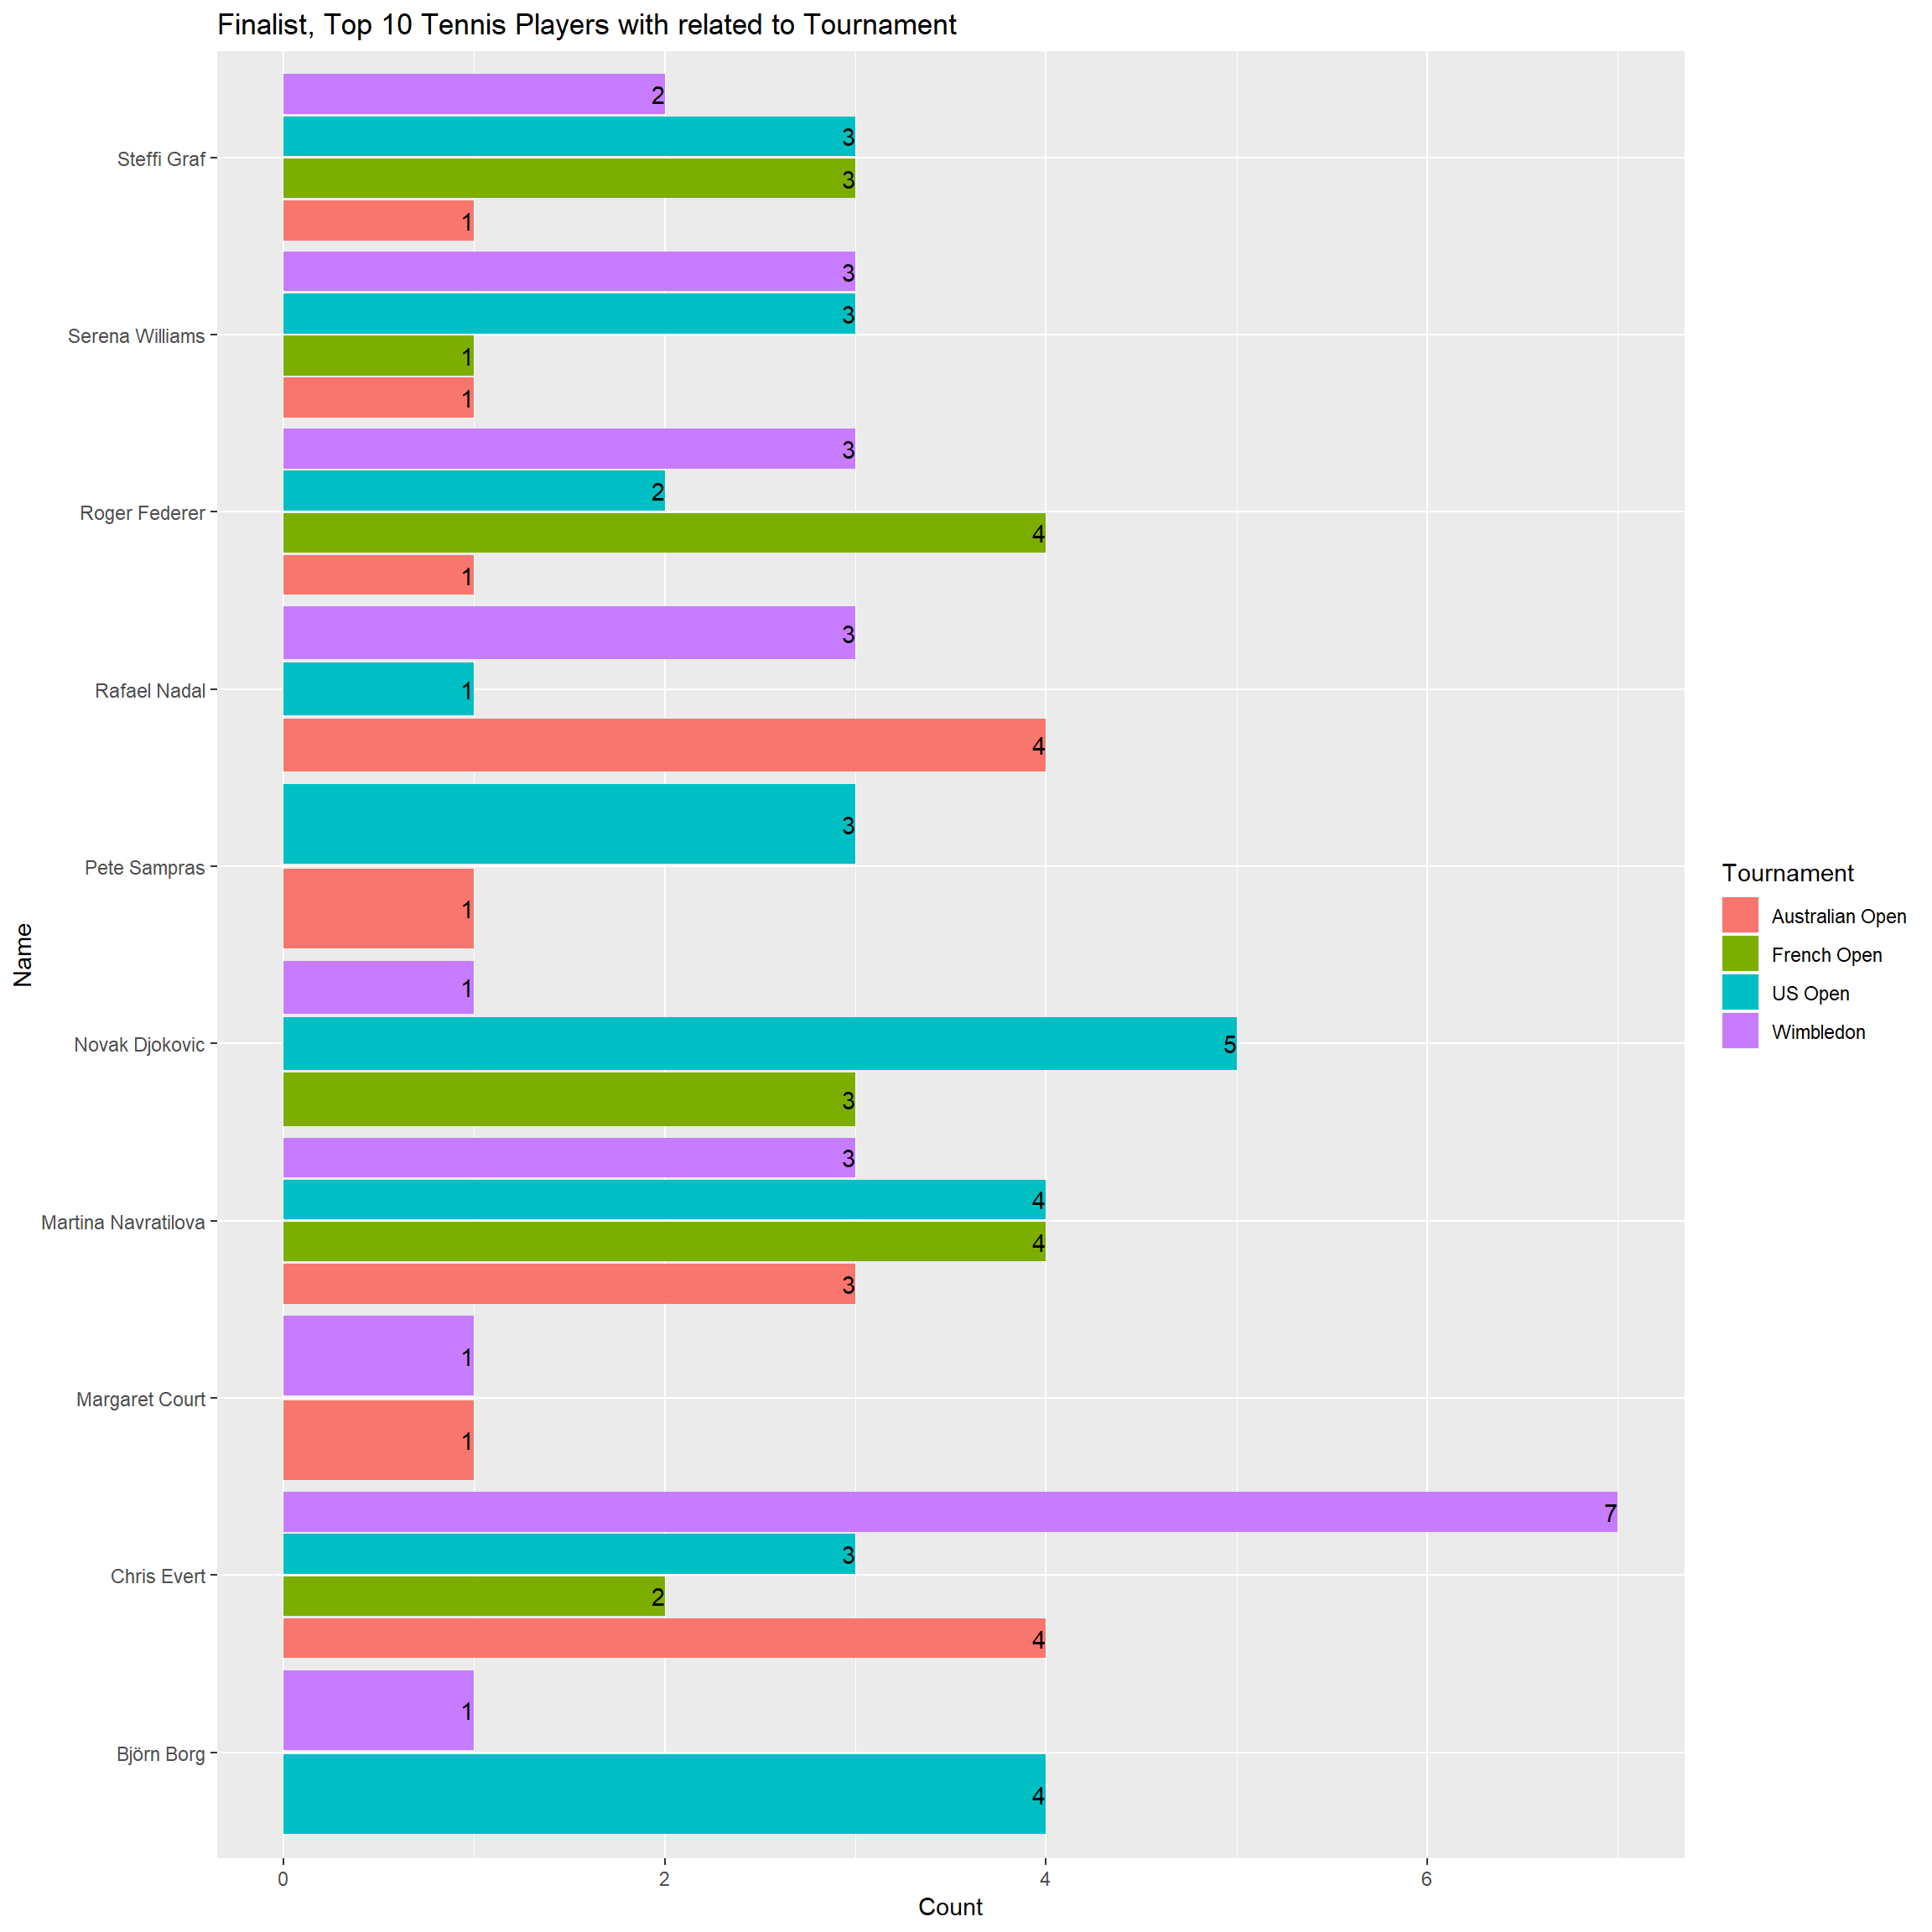 Finalist, Top 10 Tennis Players with related to Tournament
Steffi Graf
2
3
3
1
Serena Williams
3
3
1
1
Roger Federer
3
2
4
1
Rafael Nadal
3
1
4
Pete Sampras
3
1
Novak Djokovic
1
5
3
Martina Navratilova
3
4
4
3
Margaret Court
1
1
Chris Evert
7
3
2
4
Björn Borg
1
4
0 2 4 6
Count
Name
Tournament
Australian Open
French Open
US Open
Wimbledon